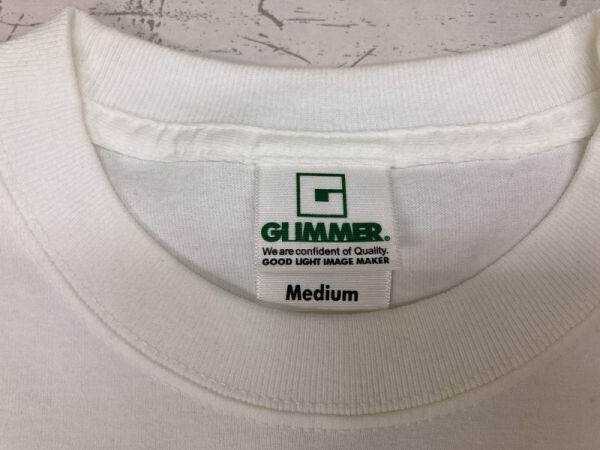 G
GLIMMER®
We are confident of Quality.
GOOD LIGHT IMAGE MAKER
Medium